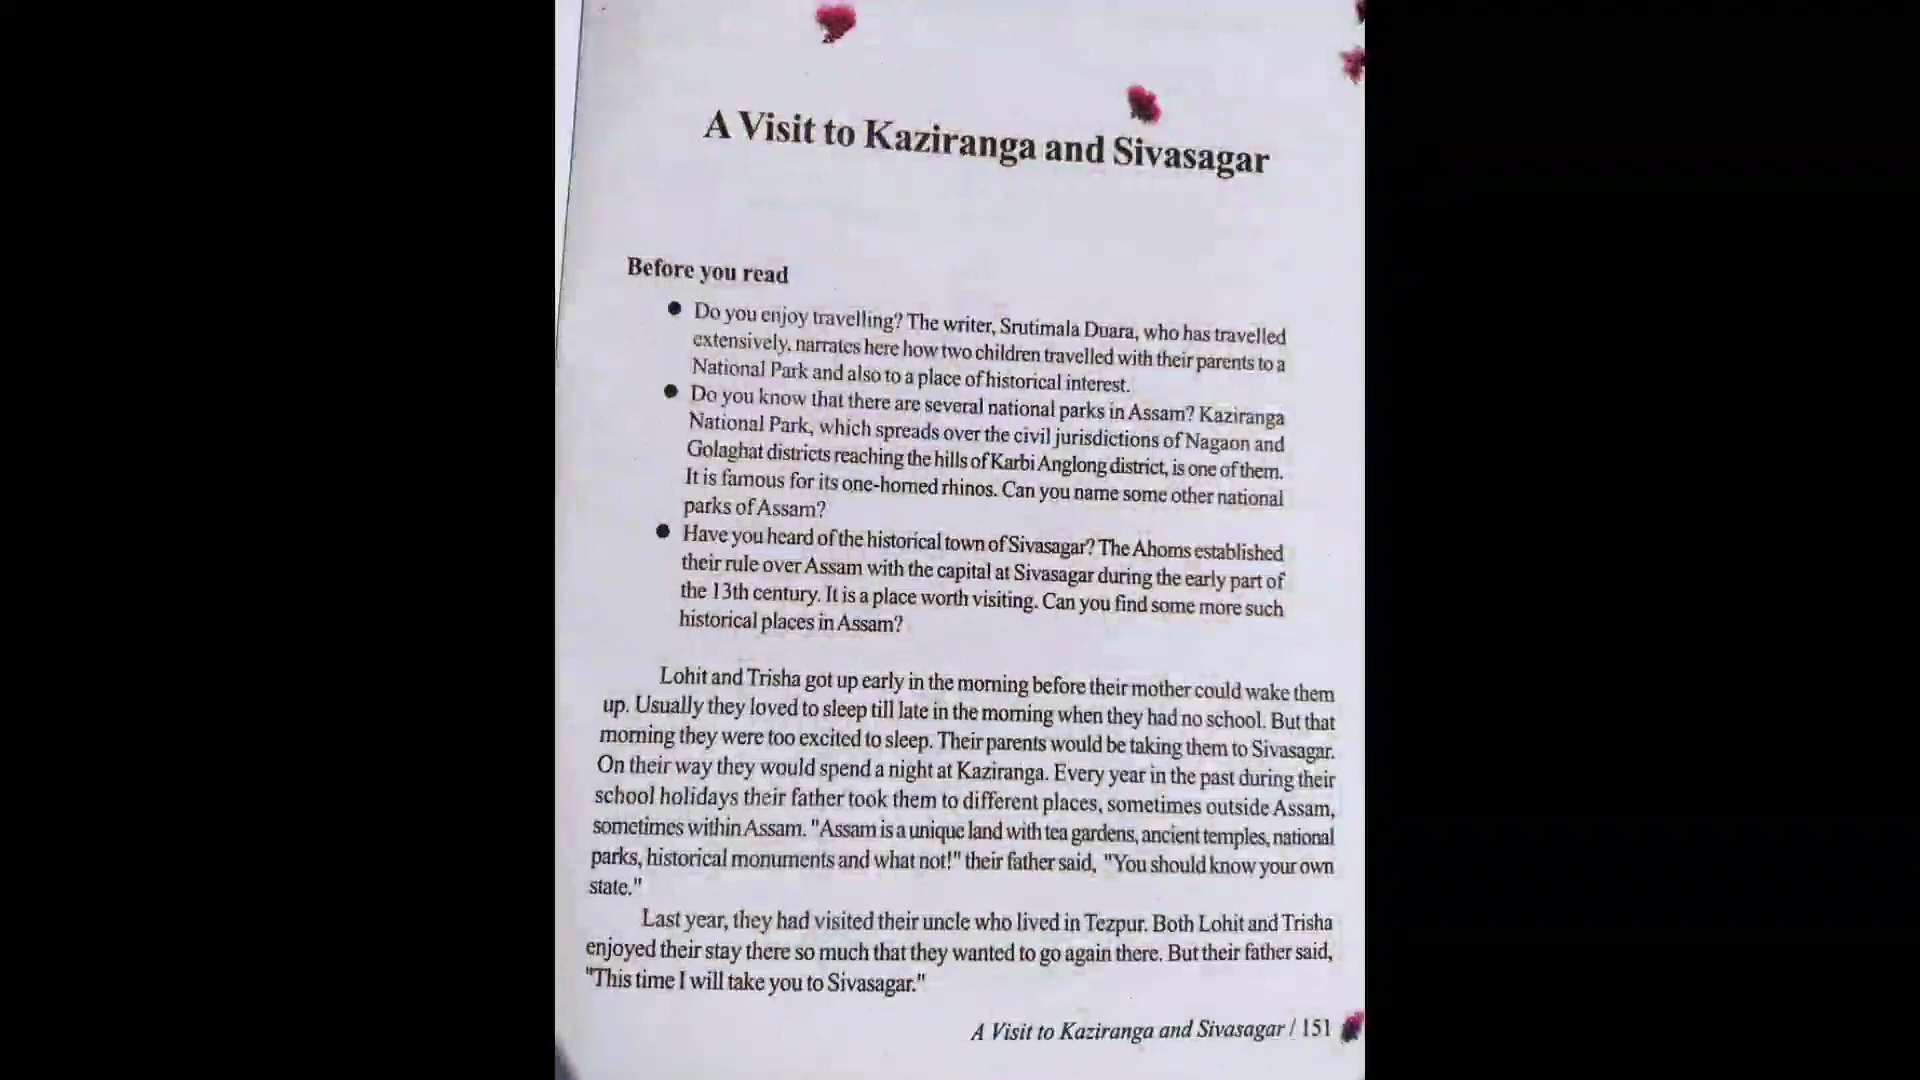 A Visit to Kaziranga and Sivasagar
Before you read
● Do you enjoy travelling? The writer, Srutimala Duara, who has travelled
extensively, narrates here how two children travelled with their parents to a
National Park and also to a place of historical interest.
● Do you know that there are several national parks in Assam? Kaziranga
National Park, which spreads over the civil jurisdictions of Nagaon and
Golaghat districts reaching the hills of Karbi Anglong district, is one of them.
It is famous for its one-horned rhinos. Can you name some other national
parks of Assam?
● Have you heard of the historical town of Sivasagar? The Ahoms established
their rule over Assam with the capital at Sivasagar during the early part of
the 13th century. It is a place worth visiting. Can you find some more such
historical places in Assam?
Lohit and Trisha got up early in the morning before their mother could wake them
up. Usually they loved to sleep till late in the morning when they had no school. But that
morning they were too excited to sleep. Their parents would be taking them to Sivasagar.
On their way they would spend a night at Kaziranga. Every year in the past during their
school holidays their father took them to different places, sometimes outside Assam,
sometimes within Assam. "Assam is a unique land with tea gardens, ancient temples, national
parks, historical monuments and what not!" their father said, "You should know your own
state."
Last year, they had visited their uncle who lived in Tezpur. Both Lohit and Trisha
enjoyed their stay there so much that they wanted to go again there. But their father said,
"This time I will take you to Sivasagar."
A Visit to Kaziranga and Sivasagar / 151